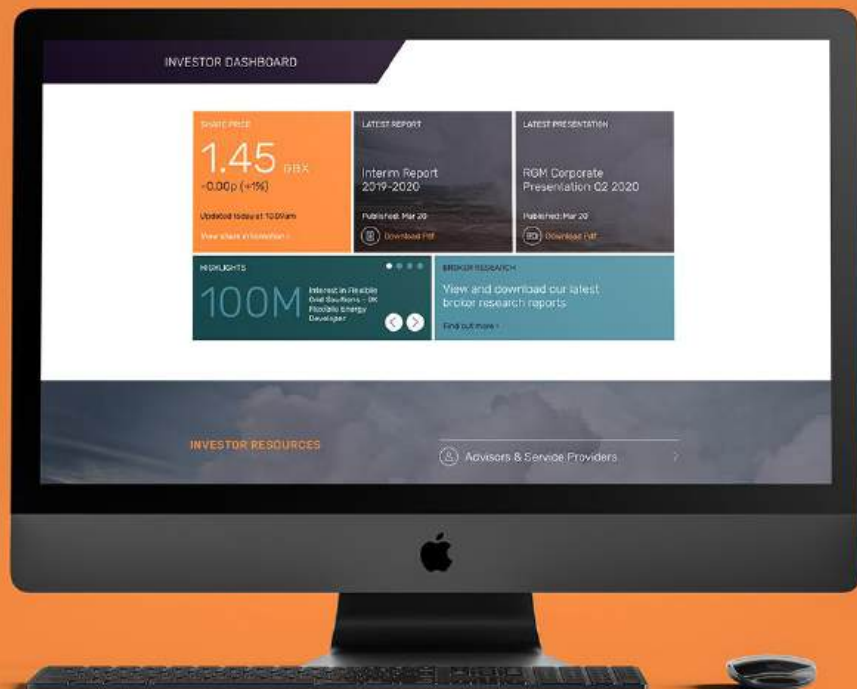 INVESTOR DASHBOARD
SHARE PRICE
1.45 GBX
-0.00p (+1%)
Updated today at 10:09am
View share information ›
LATEST REPORT
Interim Report
2019-2020
Published: Mar 20
Download Pdf
LATEST PRESENTATION
RGM Corporate
Presentation Q2 2020
Published: Mar 20
Download Pdf
HIGHLIGHTS
100M
Interest in Flexible
Grid Solutions - UK
Flexible Energy
Developer
BROKER RESEARCH
View and download our latest
broker research reports
Find out more ›
INVESTOR RESOURCES
Advisors & Service Providers